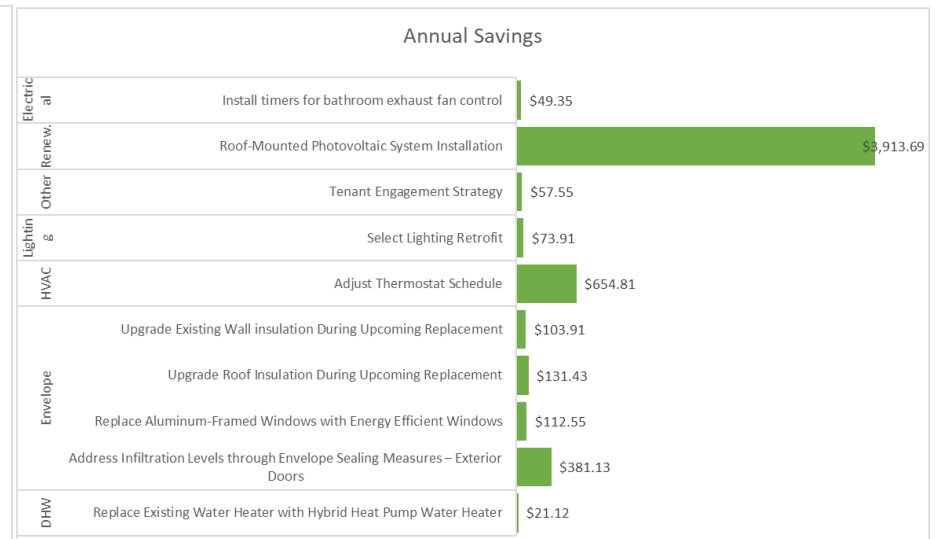 Annual Savings
Electric
al
Install timers for bathroom exhaust fan control
$49.35
Renew.
Roof-Mounted Photovoltaic System Installation
$3,913.69
Other
Tenant Engagement Strategy
$57.55
Lightin
g
Select Lighting Retrofit
$73.91
HVAC
Adjust Thermostat Schedule
$654.81
Envelope
Upgrade Existing Wall insulation During Upcoming Replacement
$103.91
Upgrade Roof Insulation During Upcoming Replacement
$131.43
Replace Aluminum-Framed Windows with Energy Efficient Windows
$112.55
Address Infiltration Levels through Envelope Sealing Measures – Exterior
Doors
$381.13
DHW
Replace Existing Water Heater with Hybrid Heat Pump Water Heater
$21.12